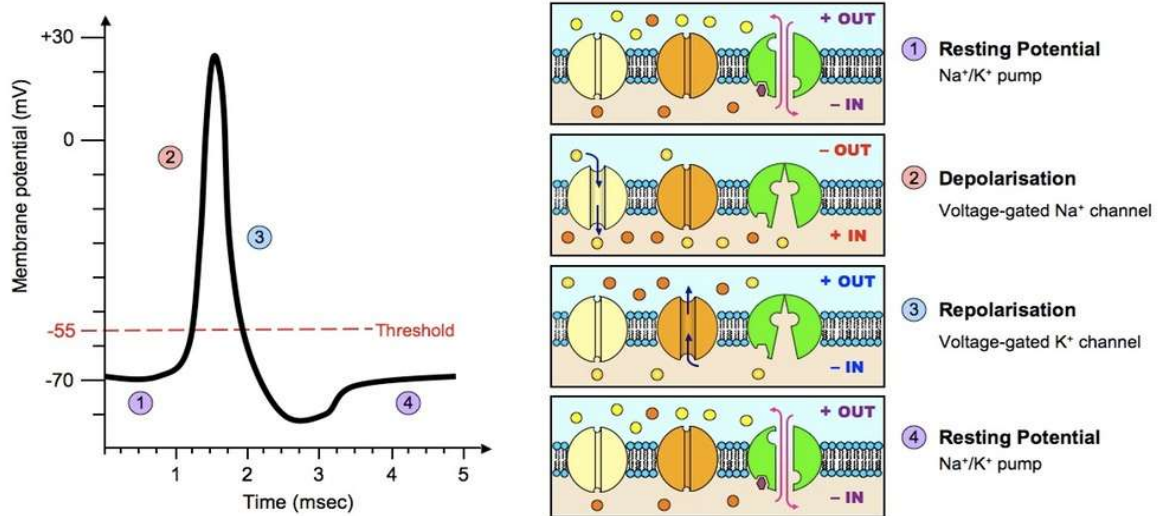 Membrane potential (mV)
+30
0
-55
-70
Threshold
1
2
3
4
1
2
3
4
5
Time (msec)
+ OUT
– IN
1 Resting Potential
Na⁺/K⁺ pump
– OUT
+ IN
2 Depolarisation
Voltage-gated Na⁺ channel
+ OUT
– IN
3 Repolarisation
Voltage-gated K⁺ channel
+ OUT
– IN
4 Resting Potential
Na⁺/K⁺ pump